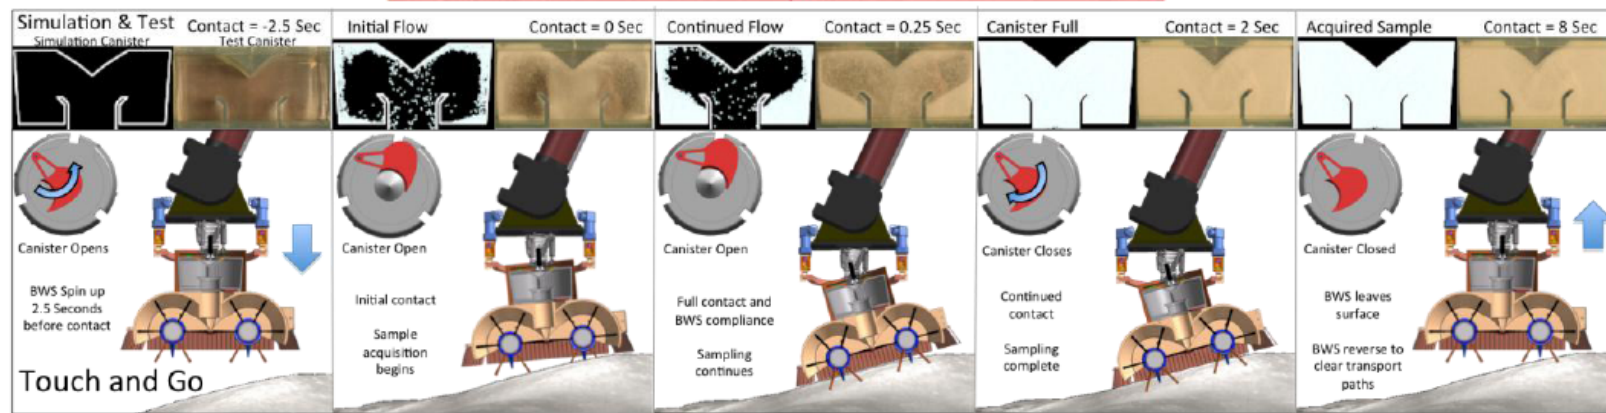 Simulation & Test
Contact = -2.5 Sec
Simulation Canister
Test Canister
Canister Opens
BWS Spin up
2.5 Seconds
before contact
Touch and Go
Initial Flow
Contact = 0 Sec
Canister Open
Initial contact
Sample
acquisition
begins
Continued Flow
Contact = 0.25 Sec
Canister Open
Full contact and
BWS compliance
Sampling
continues
Canister Full
Contact = 2 Sec
Canister Closes
Continued
contact
Sampling
complete
Acquired Sample
Contact = 8 Sec
Canister Closed
BWS leaves
surface
BWS reverse to
clear transport
paths